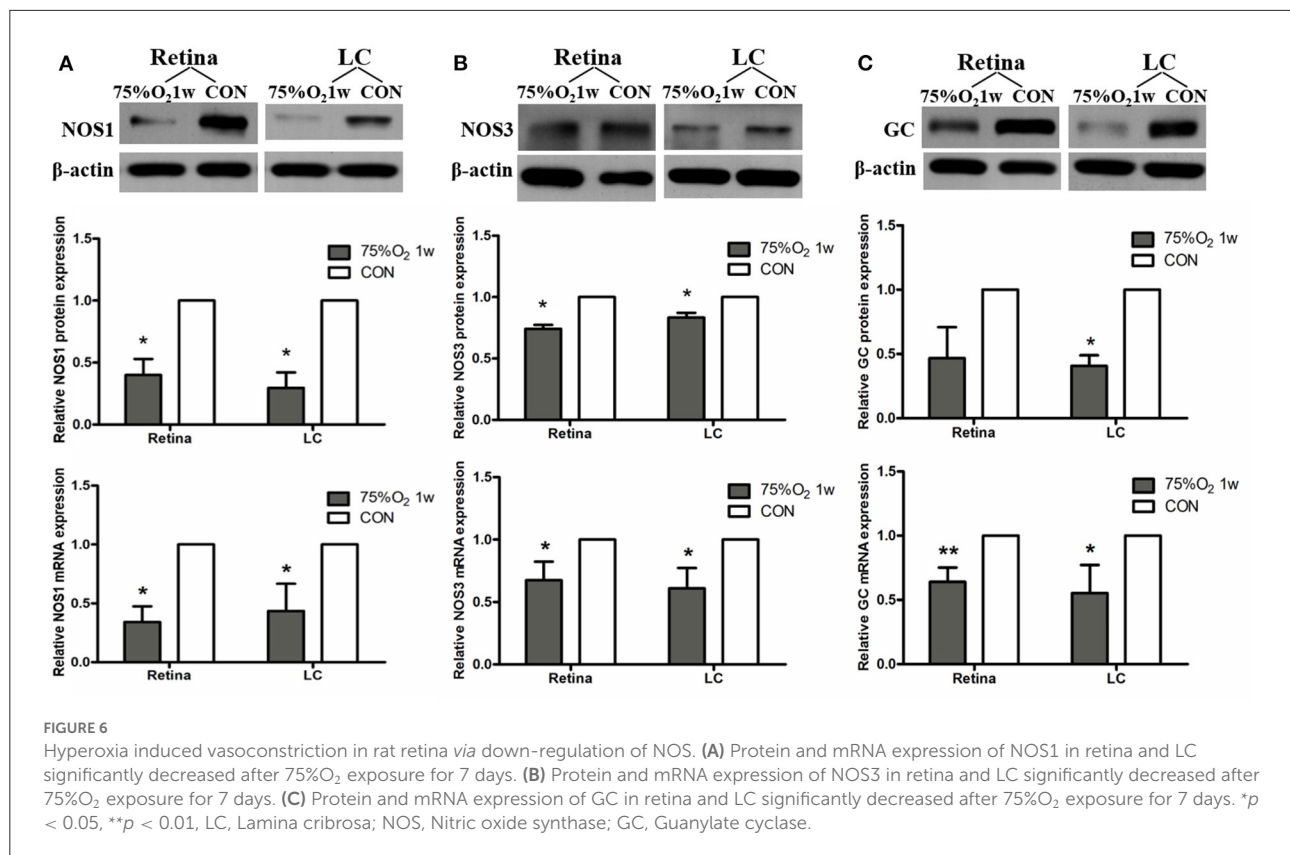 A
Retina
LC
75%O₂1w CON
75%O₂1w CON
NOS1
β-actin
B
Retina
LC
75%O₂1w CON
75%O₂1w CON
NOS3
β-actin
C
Retina
LC
75%O₂1w CON
75%O₂1w CON
GC
β-actin
Relative NOS1 protein expression
1.5
1.0
0.5
0.0
75%O₂ 1w
CON
*
*
Retina
LC
Relative NOS3 protein expression
1.5
1.0
0.5
0.0
75%O₂ 1w
CON
*
*
Retina
LC
Relative GC protein expression
1.5
1.0
0.5
0.0
75%O₂ 1w
CON
*
Retina
LC
Relative NOS1 mRNA expression
1.5
1.0
0.5
0.0
75%O₂ 1w
CON
*
*
Retina
LC
Relative NOS3 mRNA expression
1.5
1.0
0.5
0.0
75%O₂ 1w
CON
*
*
Retina
LC
Relative GC mRNA expression
1.5
1.0
0.5
0.0
75%O₂ 1w
CON
**
*
Retina
LC
FIGURE 6
Hyperoxia induced vasoconstriction in rat retina via down-regulation of NOS. (A) Protein and mRNA expression of NOS1 in retina and LC
significantly decreased after 75%O₂ exposure for 7 days. (B) Protein and mRNA expression of NOS3 in retina and LC significantly decreased after
75%O₂ exposure for 7 days. (C) Protein and mRNA expression of GC in retina and LC significantly decreased after 75%O₂ exposure for 7 days. *p
< 0.05, **p < 0.01, LC, Lamina cribrosa; NOS, Nitric oxide synthase; GC, Guanylate cyclase.